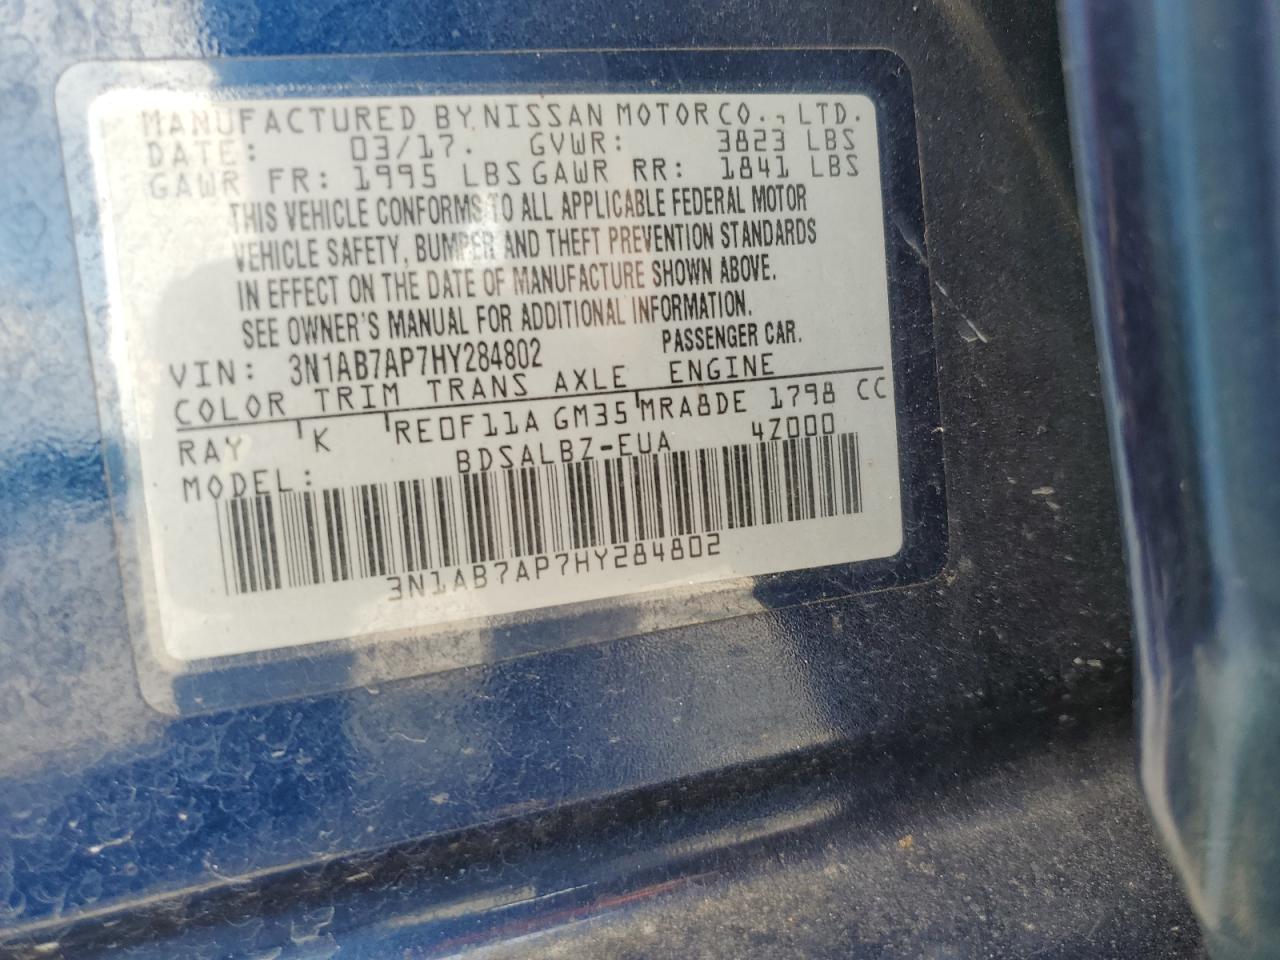 MANUFACTURED BY NISSAN MOTOR CO., LTD.
DATE: 03/17. GVWR: 3823 LBS
GAWR FR: 1995 LBS GAWR RR: 1841 LBS
THIS VEHICLE CONFORMS TO ALL APPLICABLE FEDERAL MOTOR
VEHICLE SAFETY, BUMPER AND THEFT PREVENTION STANDARDS
IN EFFECT ON THE DATE OF MANUFACTURE SHOWN ABOVE.
SEE OWNER'S MANUAL FOR ADDITIONAL INFORMATION.
VIN: 3N1AB7AP7HY284802 PASSENGER CAR.
COLOR TRIM TRANS AXLE ENGINE
RAY K RE0F11A GM35 MRA8DE 1798 CC
MODEL: BDSALBZ-EUA 4Z000
3N1AB7AP7HY284802